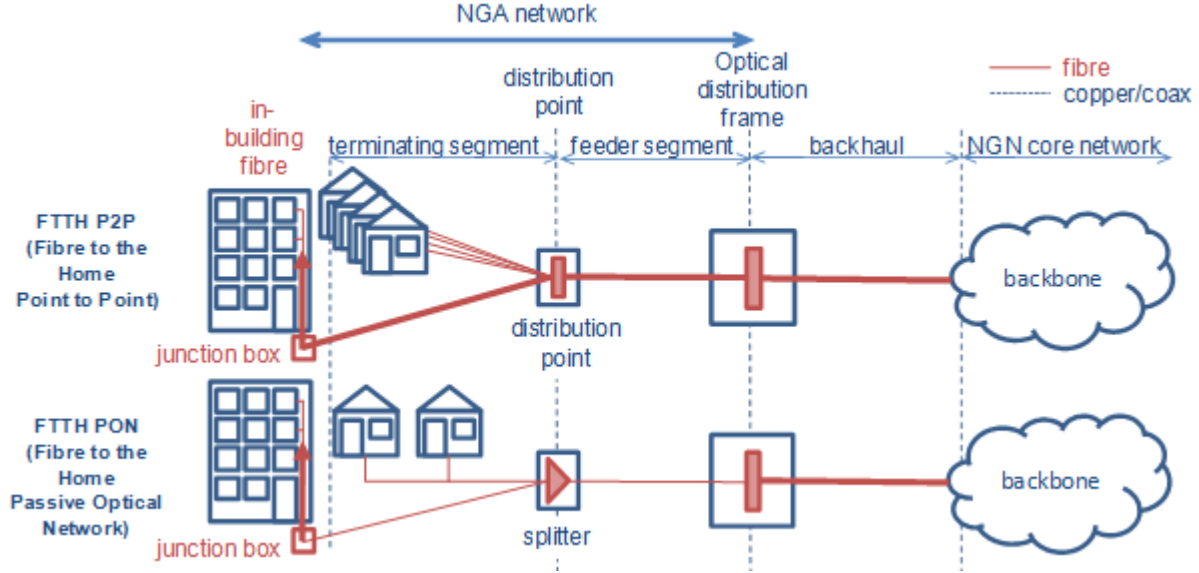 NGA network
distribution
point
Optical
distribution
frame
fibre
copper/coax
in-
building
fibre
terminating segment
feeder segment
backhaul
NGN core network
FTTH P2P
(Fibre to the
Home
Point to Point)
backbone
distribution
point
junction box
FTTH PON
(Fibre to the
Home
Passive Optical
Network)
backbone
splitter
junction box